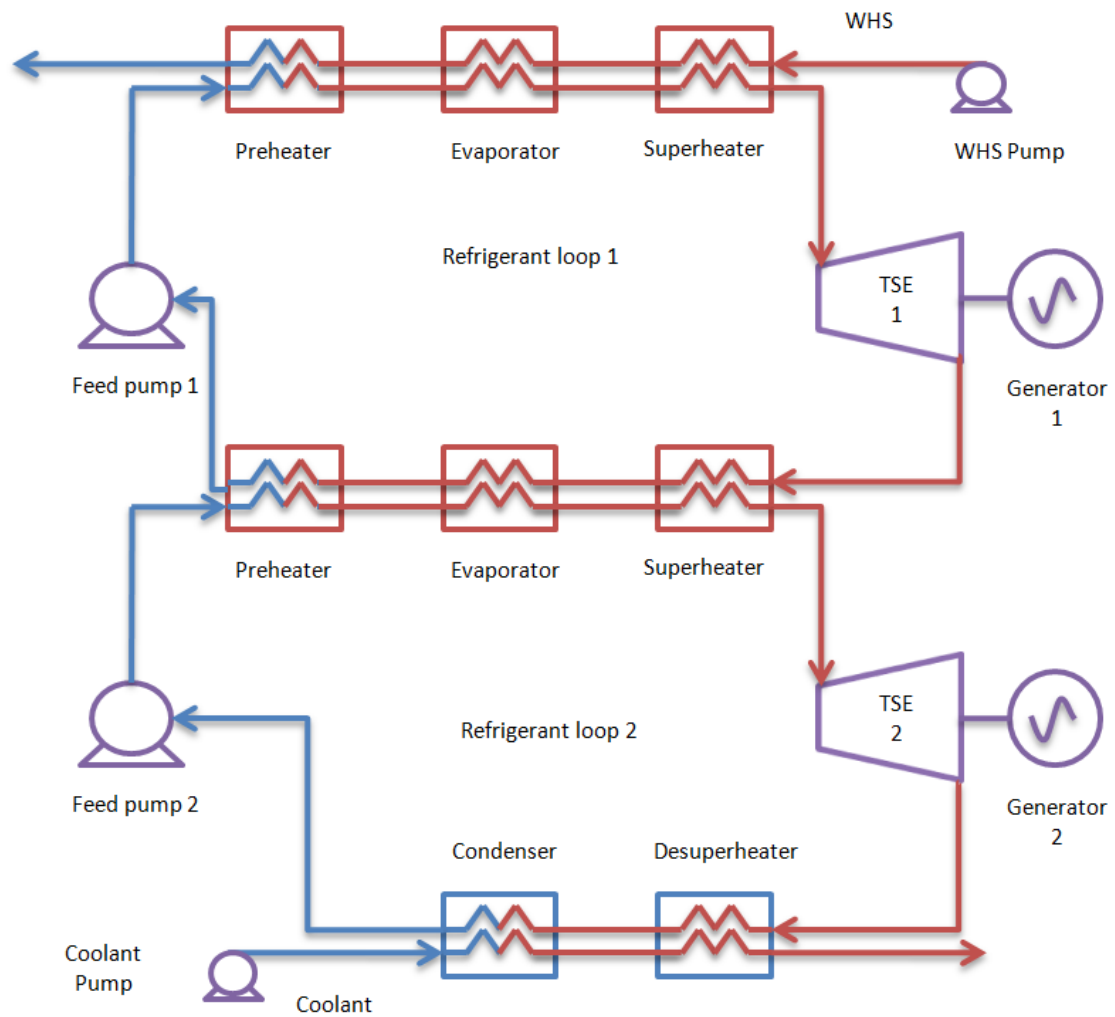 WHS
Preheater
Evaporator
Superheater
WHS Pump
Refrigerant loop 1
TSE
1
Feed pump 1
Generator
1
Preheater
Evaporator
Superheater
Refrigerant loop 2
TSE
2
Feed pump 2
Generator
2
Condenser
Desuperheater
Coolant
Pump
Coolant